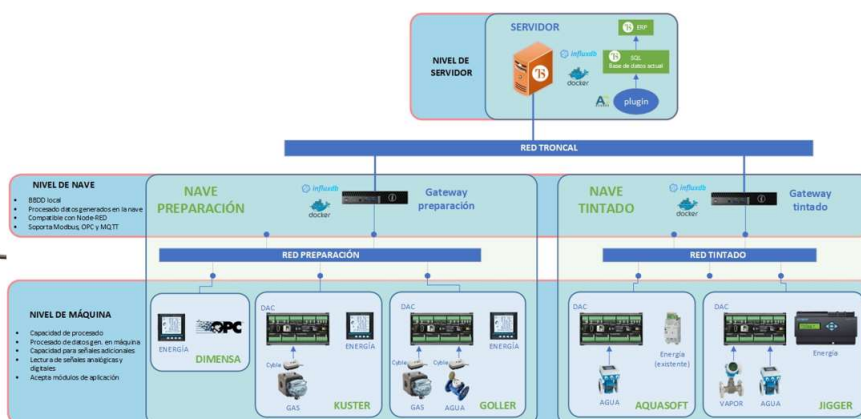 SERVIDOR
NIVEL DE
SERVIDOR
influxdb
docker
ERP
SQL
Base de datos actual
plugin
RED TRONCAL
NIVEL DE NAVE
• BBDD local
• Procesado datos generados en la nave
• Compatible con Node-RED
• Soporta Modbus, OPC y MQTT
NAVE
PREPARACIÓN
influxdb
docker
Gateway
preparación
NAVE
TINTADO
influxdb
docker
Gateway
tintado
RED PREPARACIÓN
RED TINTADO
NIVEL DE MÁQUINA
• Capacidad de procesado
• Procesado de datos gen. en máquina
• Capacidad para señales adicionales
• Lectura de señales analógicas y
digitales
• Acepta módulos de aplicación
OPC
ENERGÍA
DIMENSA
DAC
ENERGÍA
Cyble
GAS
KUSTER
DAC
ENERGÍA
Cyble
Cyble
GAS
AGUA
GOLLER
DAC
Energía
(existente)
AGUA
AQUASOFT
DAC
Energía
VAPOR
AGUA
JIGGER